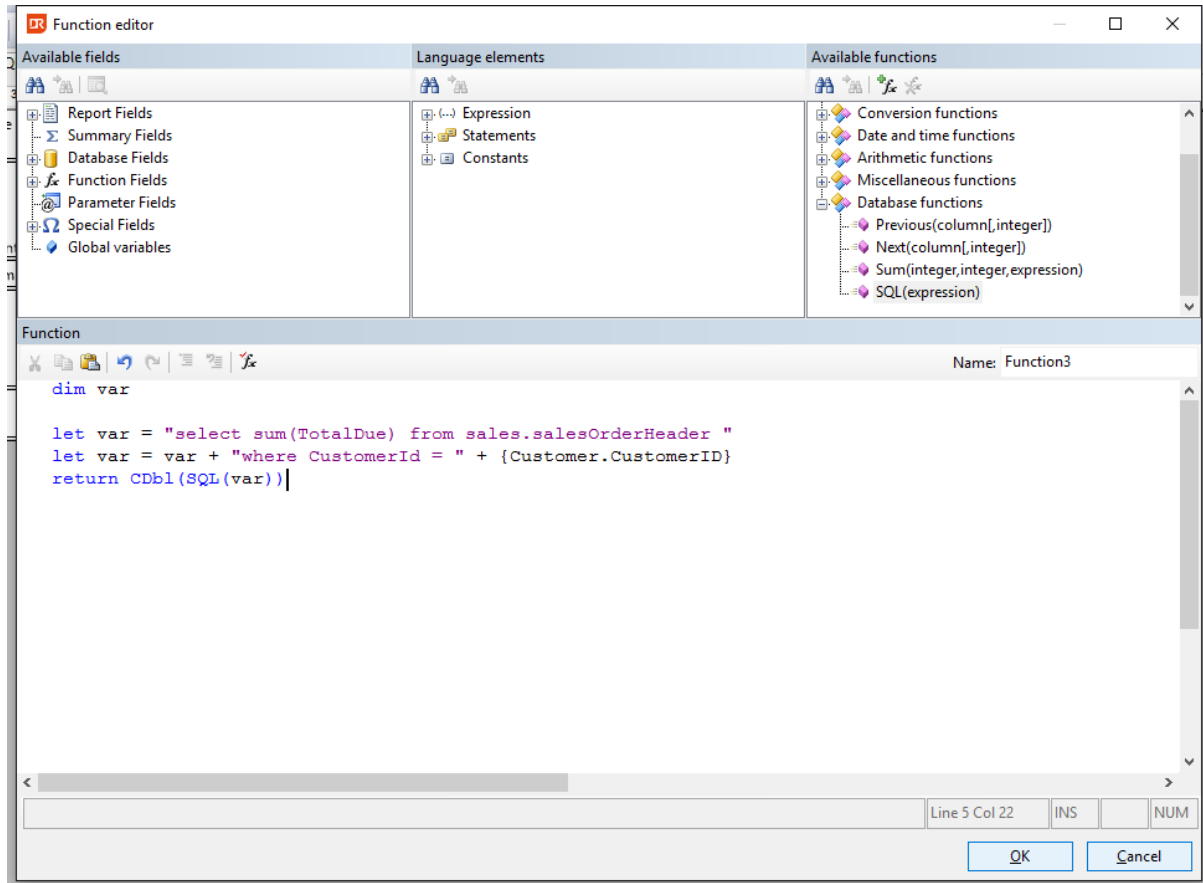 DR Function editor
Available fields
Language elements
Available functions
Report Fields
Summary Fields
Database Fields
Function Fields
Parameter Fields
Special Fields
Global variables
(...) Expression
Statements
Constants
Conversion functions
Date and time functions
Arithmetic functions
Miscellaneous functions
Database functions
Previous(column[,integer])
Next(column[,integer])
Sum(integer,integer,expression)
SQL(expression)
Function
Name: Function3
dim var
let var = "select sum(TotalDue) from sales.salesOrderHeader "
let var = var + "where CustomerId = " + {Customer.CustomerID}
return CDbl(SQL(var))
Line 5 Col 22 INS NUM
OK Cancel